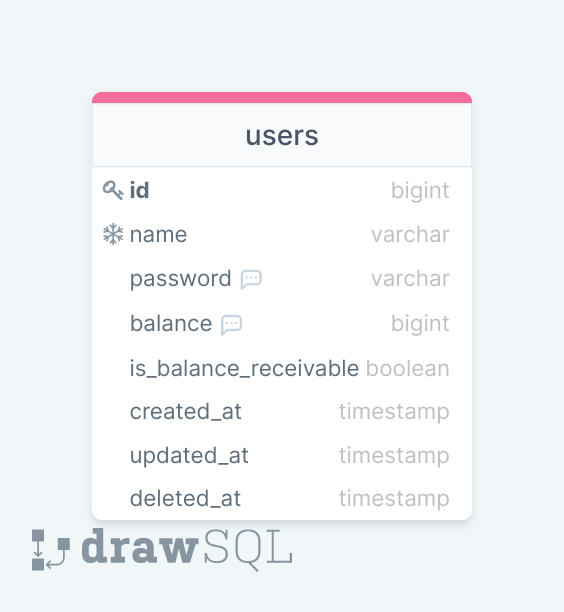 users
id bigint
name varchar
password varchar
balance bigint
is_balance_receivable boolean
created_at timestamp
updated_at timestamp
deleted_at timestamp
drawSQL